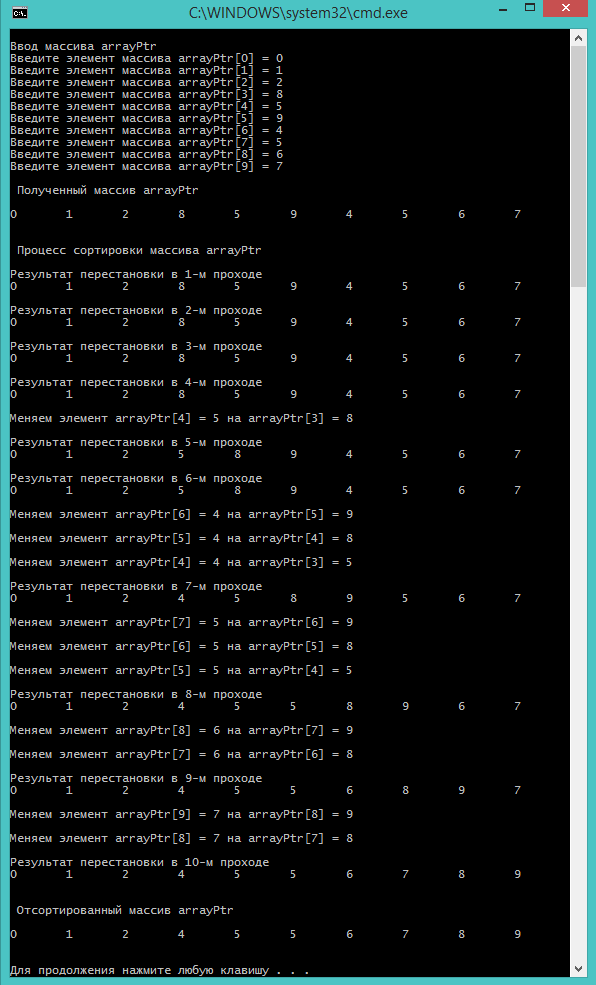 C:\WINDOWS\system32\cmd.exe
Ввод массива arrayPtr
Введите элемент массива arrayPtr[0] = 0
Введите элемент массива arrayPtr[1] = 1
Введите элемент массива arrayPtr[2] = 2
Введите элемент массива arrayPtr[3] = 8
Введите элемент массива arrayPtr[4] = 5
Введите элемент массива arrayPtr[5] = 9
Введите элемент массива arrayPtr[6] = 4
Введите элемент массива arrayPtr[7] = 5
Введите элемент массива arrayPtr[8] = 6
Введите элемент массива arrayPtr[9] = 7
Полученный массив arrayPtr
0 1 2 8 5 9 4 5 6 7
Процесс сортировки массива arrayPtr
Результат перестановки в 1-м проходе
0 1 2 8 5 9 4 5 6 7
Результат перестановки в 2-м проходе
0 1 2 8 5 9 4 5 6 7
Результат перестановки в 3-м проходе
0 1 2 8 5 9 4 5 6 7
Результат перестановки в 4-м проходе
0 1 2 8 5 9 4 5 6 7
Меняем элемент arrayPtr[4] = 5 на arrayPtr[3] = 8
Результат перестановки в 5-м проходе
0 1 2 5 8 9 4 5 6 7
Результат перестановки в 6-м проходе
0 1 2 5 8 9 4 5 6 7
Меняем элемент arrayPtr[6] = 4 на arrayPtr[5] = 9
Меняем элемент arrayPtr[5] = 4 на arrayPtr[4] = 8
Меняем элемент arrayPtr[4] = 4 на arrayPtr[3] = 5
Результат перестановки в 7-м проходе
0 1 2 4 5 8 9 5 6 7
Меняем элемент arrayPtr[7] = 5 на arrayPtr[6] = 9
Меняем элемент arrayPtr[6] = 5 на arrayPtr[5] = 8
Меняем элемент arrayPtr[5] = 5 на arrayPtr[4] = 5
Результат перестановки в 8-м проходе
0 1 2 4 5 5 8 9 6 7
Меняем элемент arrayPtr[8] = 6 на arrayPtr[7] = 9
Меняем элемент arrayPtr[7] = 6 на arrayPtr[6] = 8
Результат перестановки в 9-м проходе
0 1 2 4 5 5 6 8 9 7
Меняем элемент arrayPtr[9] = 7 на arrayPtr[8] = 9
Меняем элемент arrayPtr[8] = 7 на arrayPtr[7] = 8
Результат перестановки в 10-м проходе
0 1 2 4 5 5 6 7 8 9
Отсортированный массив arrayPtr
0 1 2 4 5 5 6 7 8 9
Для продолжения нажмите любую клавишу . . .